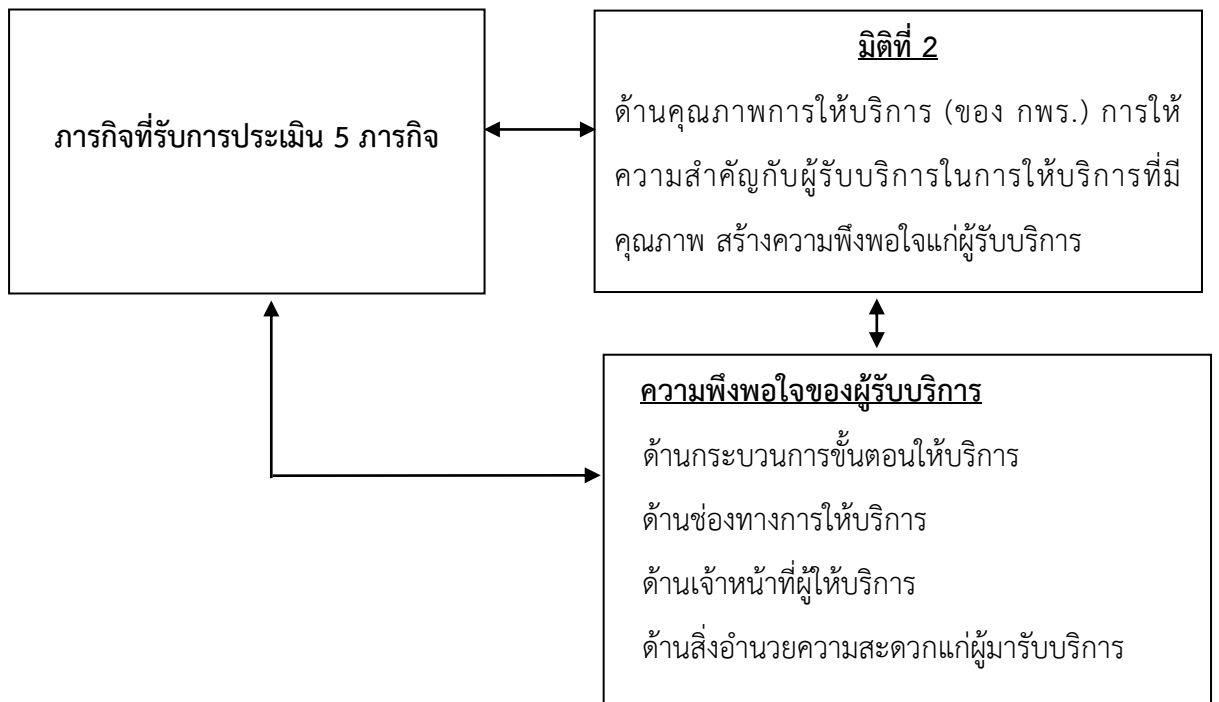 ภารกิจที่รับการประเมิน 5 ภารกิจ
มิติที่ 2
ด้านคุณภาพการให้บริการ (ของ กพร.) การให้
ความสำคัญกับผู้รับบริการในการให้บริการที่มี
คุณภาพ สร้างความพึงพอใจแก่ผู้รับบริการ
ความพึงพอใจของผู้รับบริการ
ด้านกระบวนการขั้นตอนให้บริการ
ด้านช่องทางการให้บริการ
ด้านเจ้าหน้าที่ผู้ให้บริการ
ด้านสิ่งอำนวยความสะดวกแก่ผู้มารับบริการ